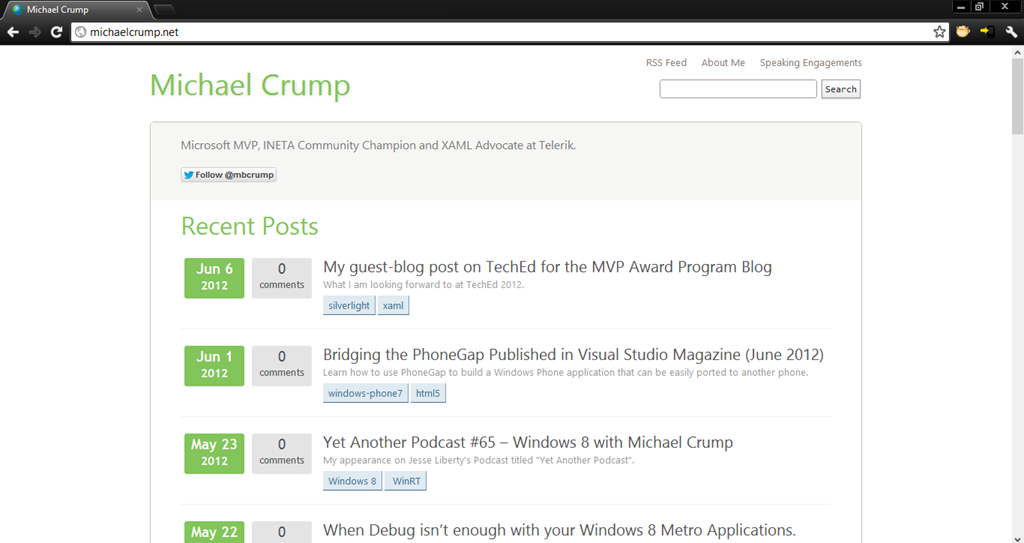 Michael Crump
michaelcrump.net
RSS Feed About Me Speaking Engagements
Michael Crump
Search
Microsoft MVP, INETA Community Champion and XAML Advocate at Telerik.
Follow @mbcrump
Recent Posts
Jun 6
2012
0
comments
My guest-blog post on TechEd for the MVP Award Program Blog
What I am looking forward to at TechEd 2012.
silverlight xaml
Jun 1
2012
0
comments
Bridging the PhoneGap Published in Visual Studio Magazine (June 2012)
Learn how to use PhoneGap to build a Windows Phone application that can be easily ported to another phone.
windows-phone7 html5
May 23
2012
0
comments
Yet Another Podcast #65 – Windows 8 with Michael Crump
My appearance on Jesse Liberty's Podcast titled "Yet Another Podcast".
Windows 8 WinRT
May 22
0
When Debug isn’t enough with your Windows 8 Metro Applications.